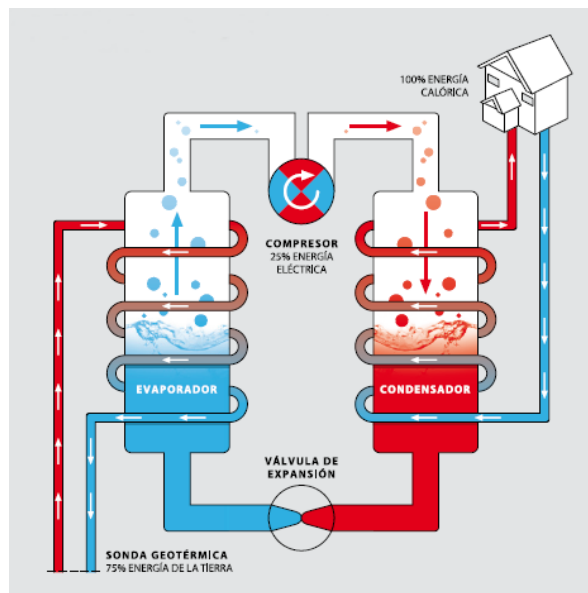 100% ENERGÍA
CALÓRICA
COMPRESOR
25% ENERGÍA
ELÉCTRICA
EVAPORADOR
CONDENSADOR
VÁLVULA DE
EXPANSIÓN
SONDA GEOTÉRMICA
75% ENERGÍA DE LA TIERRA